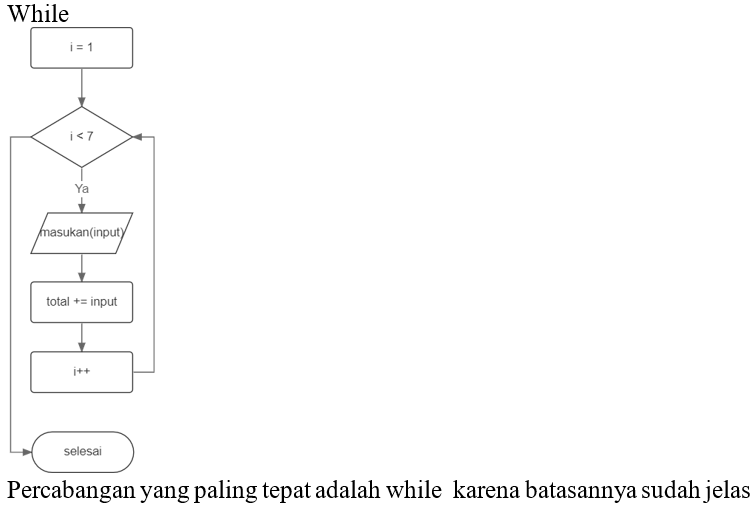 While
i = 1
i < 7
Ya
masukan(input)
total += input
i++
selesai
Percabangan yang paling tepat adalah while karena batasannya sudah jelas